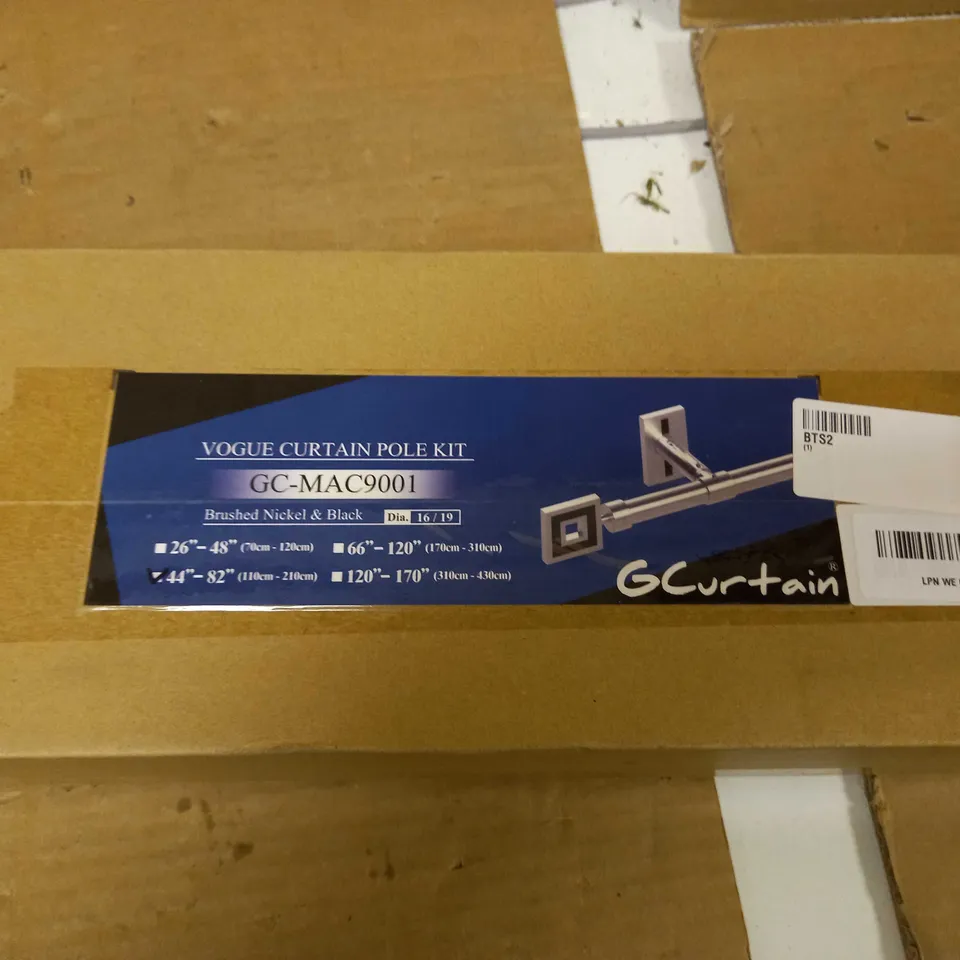 VOGUE CURTAIN POLE KIT
GC-MAC9001
Brushed Nickel & Black Dia. 16 / 19
26”– 48” (70cm - 120cm) 66”– 120” (170cm - 310cm)
44”– 82” (110cm - 210cm) 120”– 170” (310cm - 430cm)
GCurtain®
BTS2
(1)
LPN WE